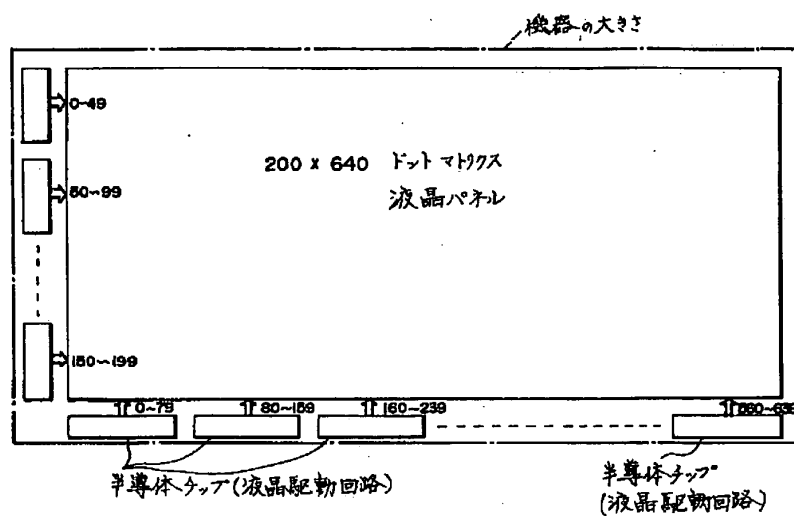 機器の大きさ
0~49
200 x 640 ドットマトリクス
液晶パネル
50~99
150~199
0~79
80~159
160~239
560~639
半導体チップ(液晶駆動回路)
半導体チップ
(液晶駆動回路)